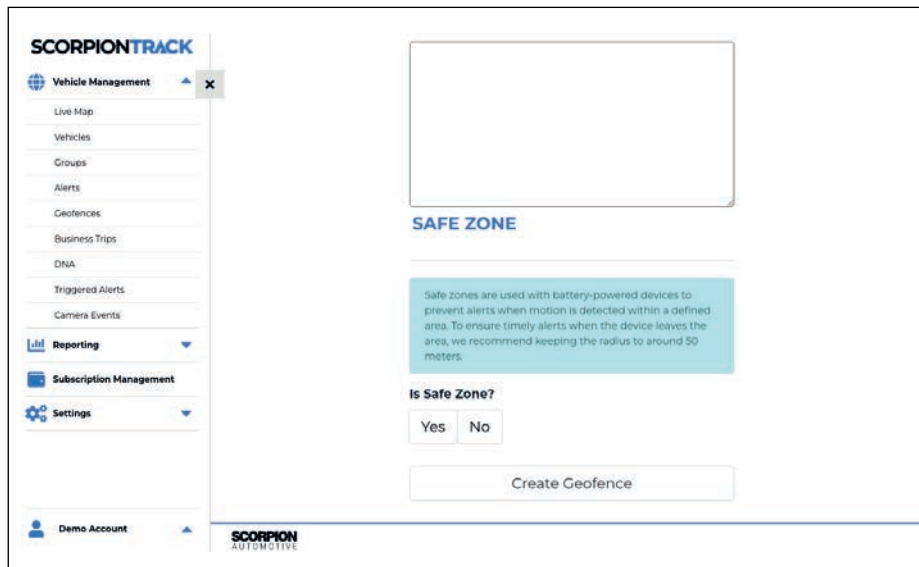 SCORPIONTRACK
Vehicle Management
Live Map
Vehicles
Groups
Alerts
Geofences
Business Trips
DNA
Triggered Alerts
Camera Events
Reporting
Subscription Management
Settings
Demo Account
SAFE ZONE
Safe zones are used with battery-powered devices to
prevent alerts when motion is detected within a defined
area. To ensure timely alerts when the device leaves the
area, we recommend keeping the radius to around 50
meters.
Is Safe Zone?
Yes No
Create Geofence
SCORPION
AUTOMOTIVE